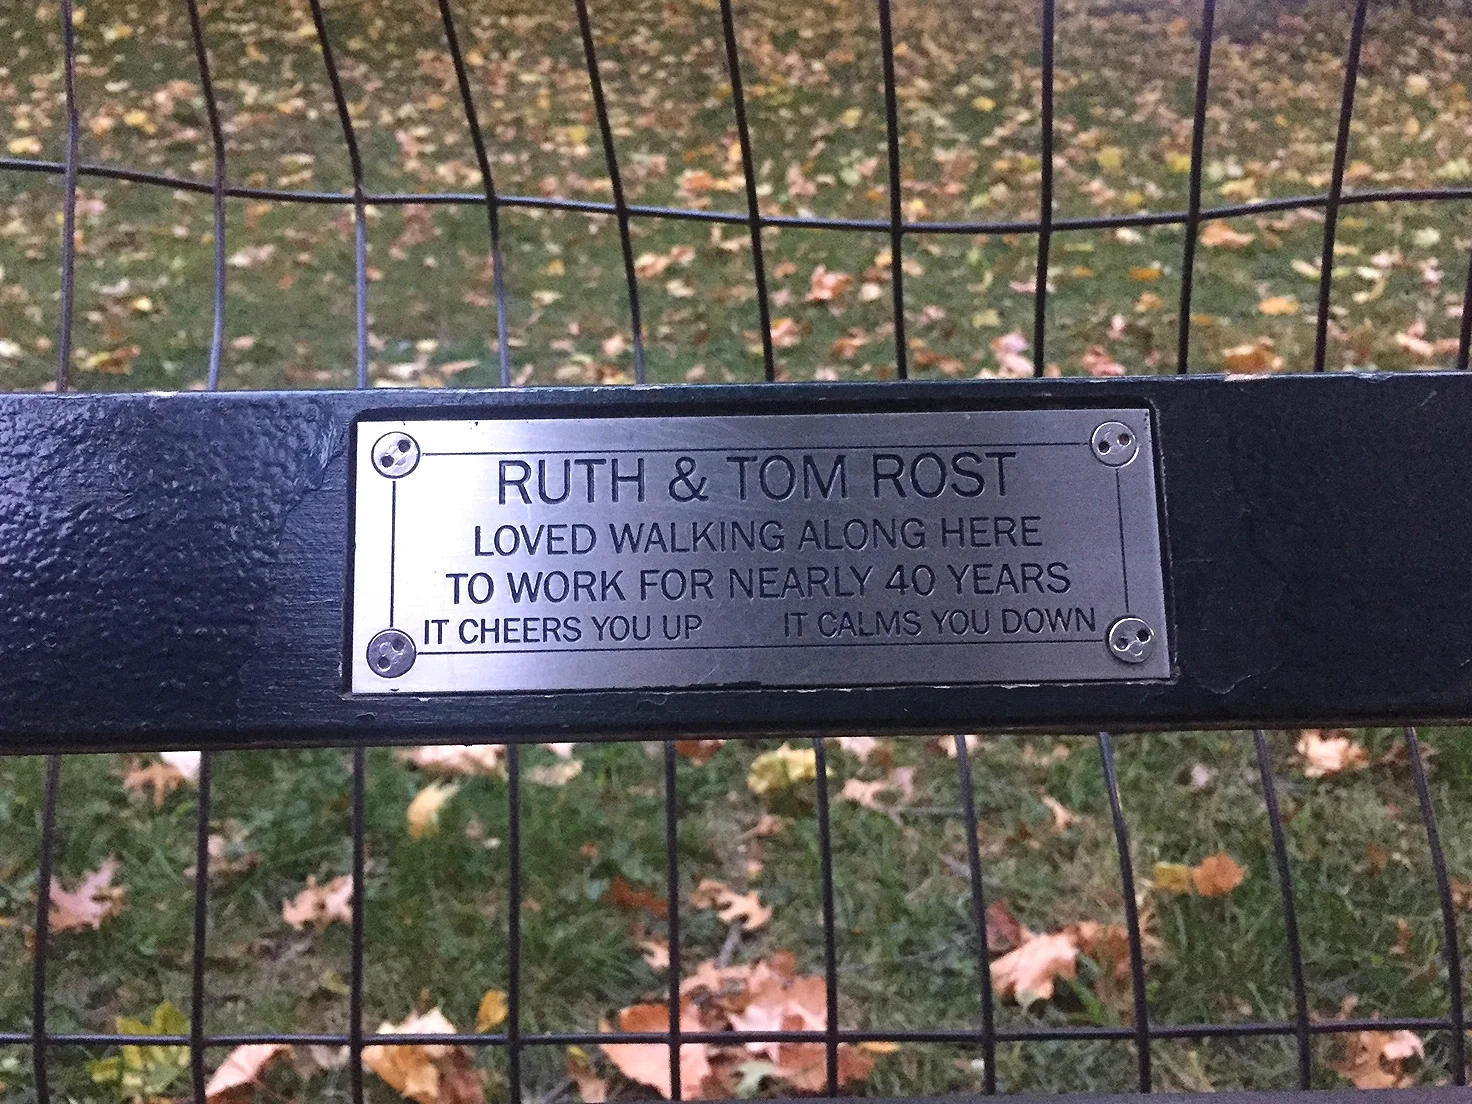 RUTH & TOM ROST
LOVED WALKING ALONG HERE
TO WORK FOR NEARLY 40 YEARS
IT CHEERS YOU UP IT CALMS YOU DOWN